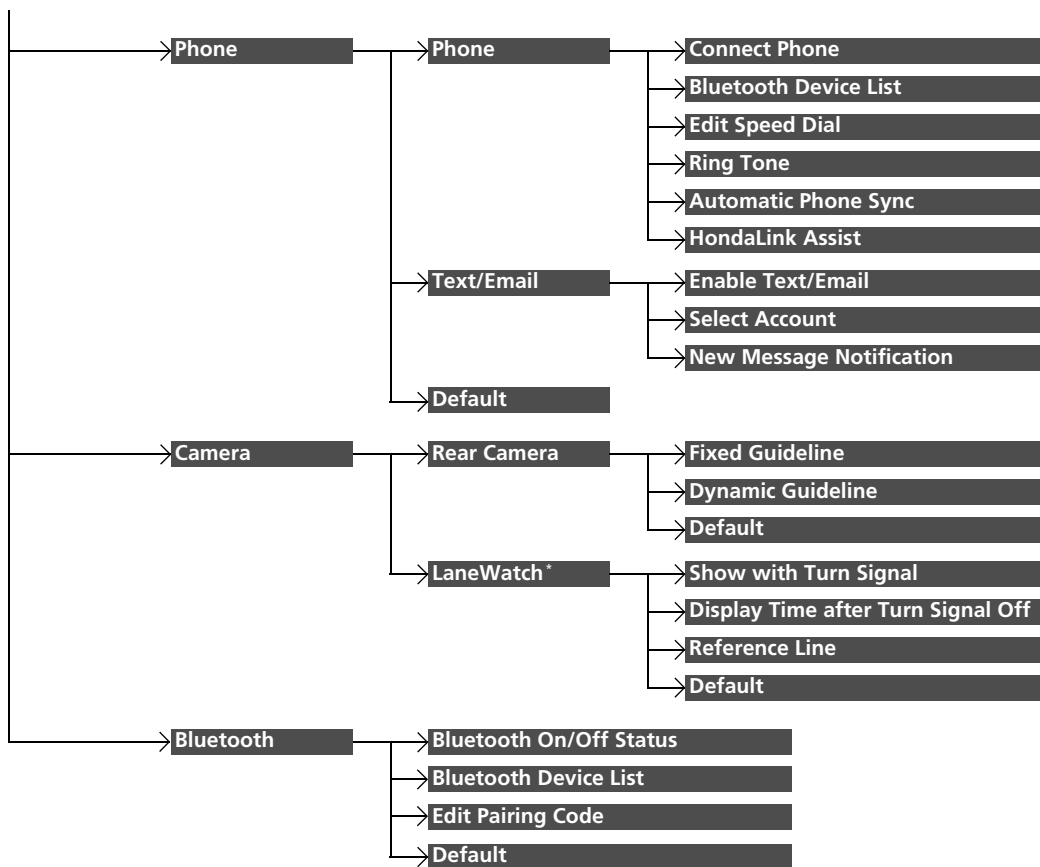 Phone
Phone
Connect Phone
Bluetooth Device List
Edit Speed Dial
Ring Tone
Automatic Phone Sync
HondaLink Assist
Text/Email
Enable Text/Email
Select Account
New Message Notification
Default
Camera
Rear Camera
Fixed Guideline
Dynamic Guideline
Default
LaneWatch*
Show with Turn Signal
Display Time after Turn Signal Off
Reference Line
Default
Bluetooth
Bluetooth On/Off Status
Bluetooth Device List
Edit Pairing Code
Default